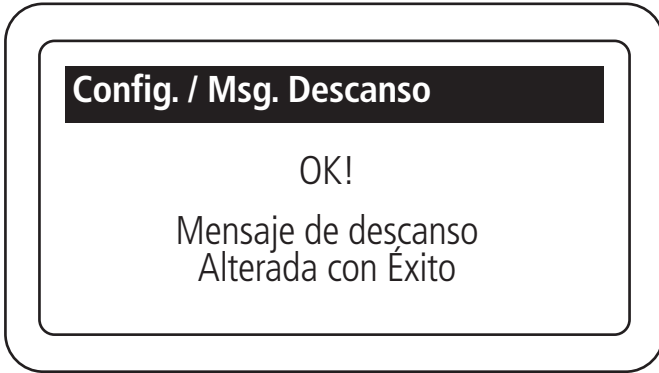 Config. / Msg. Descanso
OK!
Mensaje de descanso
Alterada con Éxito